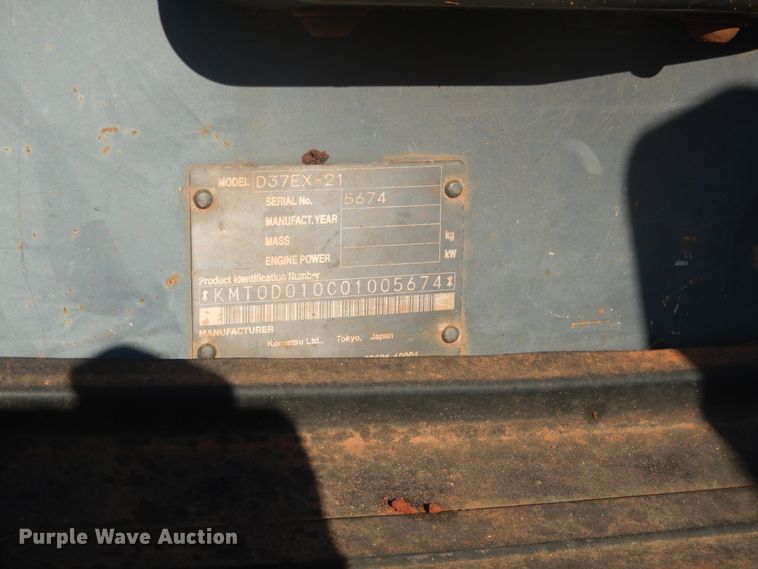 MODEL D37EX-21
SERIAL No. 5674
MANUFACT. YEAR
MASS kg
ENGINE POWER kW
Product Identification Number
*KMT0D010C01005674*
MANUFACTURER
Komatsu Ltd., Tokyo, Japan
Purple Wave Auction®